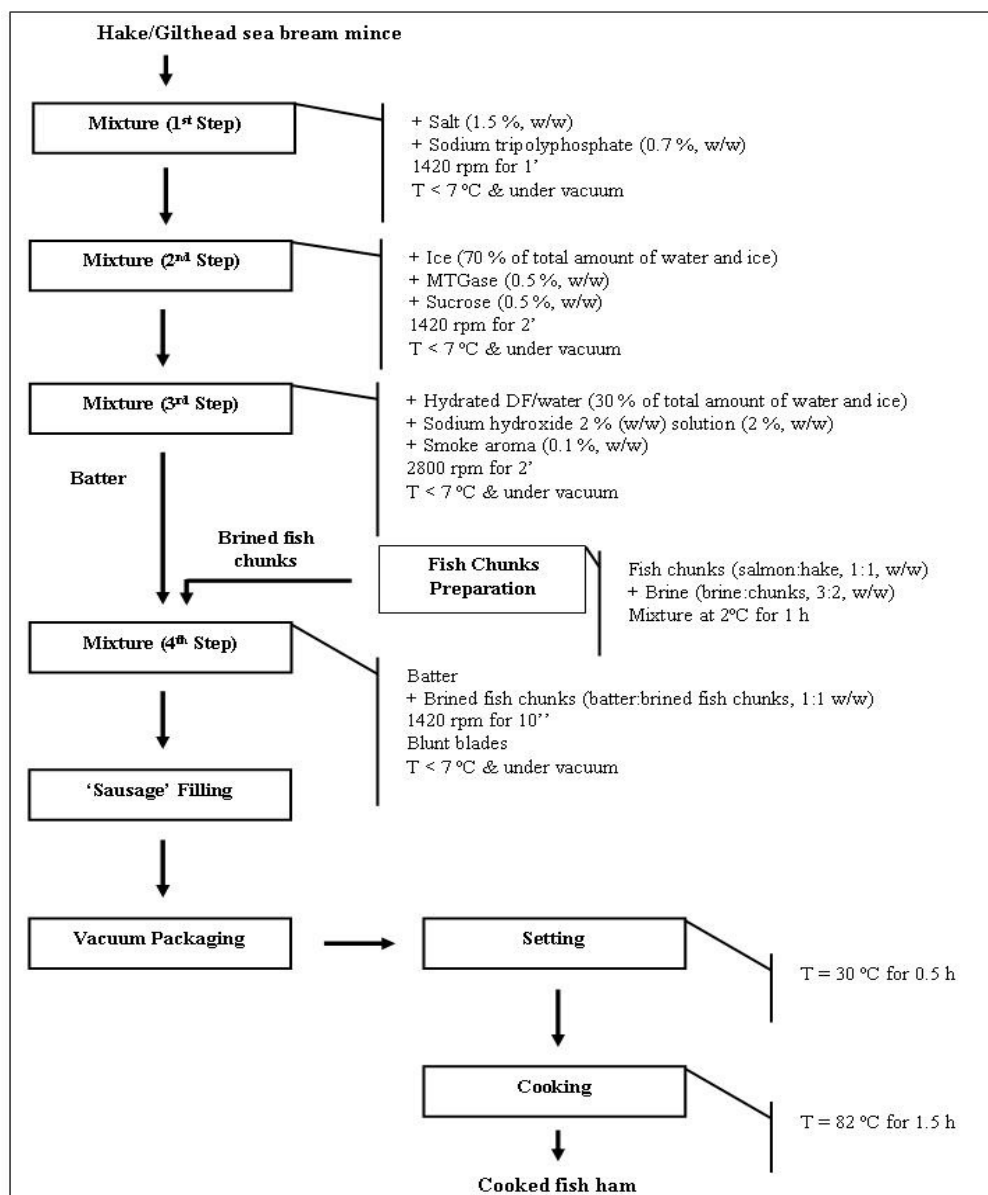 Hake/Gilthead sea bream mince
Mixture (1st Step)
+ Salt (1.5 %, w/w)
+ Sodium tripolyphosphate (0.7 %, w/w)
1420 rpm for 1’
T < 7 ºC & under vacuum
Mixture (2nd Step)
+ Ice (70 % of total amount of water and ice)
+ MTGase (0.5 %, w/w)
+ Sucrose (0.5 %, w/w)
1420 rpm for 2’
T < 7 ºC & under vacuum
Mixture (3rd Step)
+ Hydrated DF/water (30 % of total amount of water and ice)
+ Sodium hydroxide 2 % (w/w) solution (2 %, w/w)
+ Smoke aroma (0.1 %, w/w)
2800 rpm for 2’
T < 7 ºC & under vacuum
Batter
Brined fish
chunks
Fish Chunks
Preparation
Fish chunks (salmon:hake, 1:1, w/w)
+ Brine (brine:chunks, 3:2, w/w)
Mixture at 2ºC for 1 h
Mixture (4th Step)
Batter
+ Brined fish chunks (batter:brined fish chunks, 1:1 w/w)
1420 rpm for 10’’
Blunt blades
T < 7 ºC & under vacuum
‘Sausage’ Filling
Vacuum Packaging
Setting
T = 30 ºC for 0.5 h
Cooking
T = 82 ºC for 1.5 h
Cooked fish ham